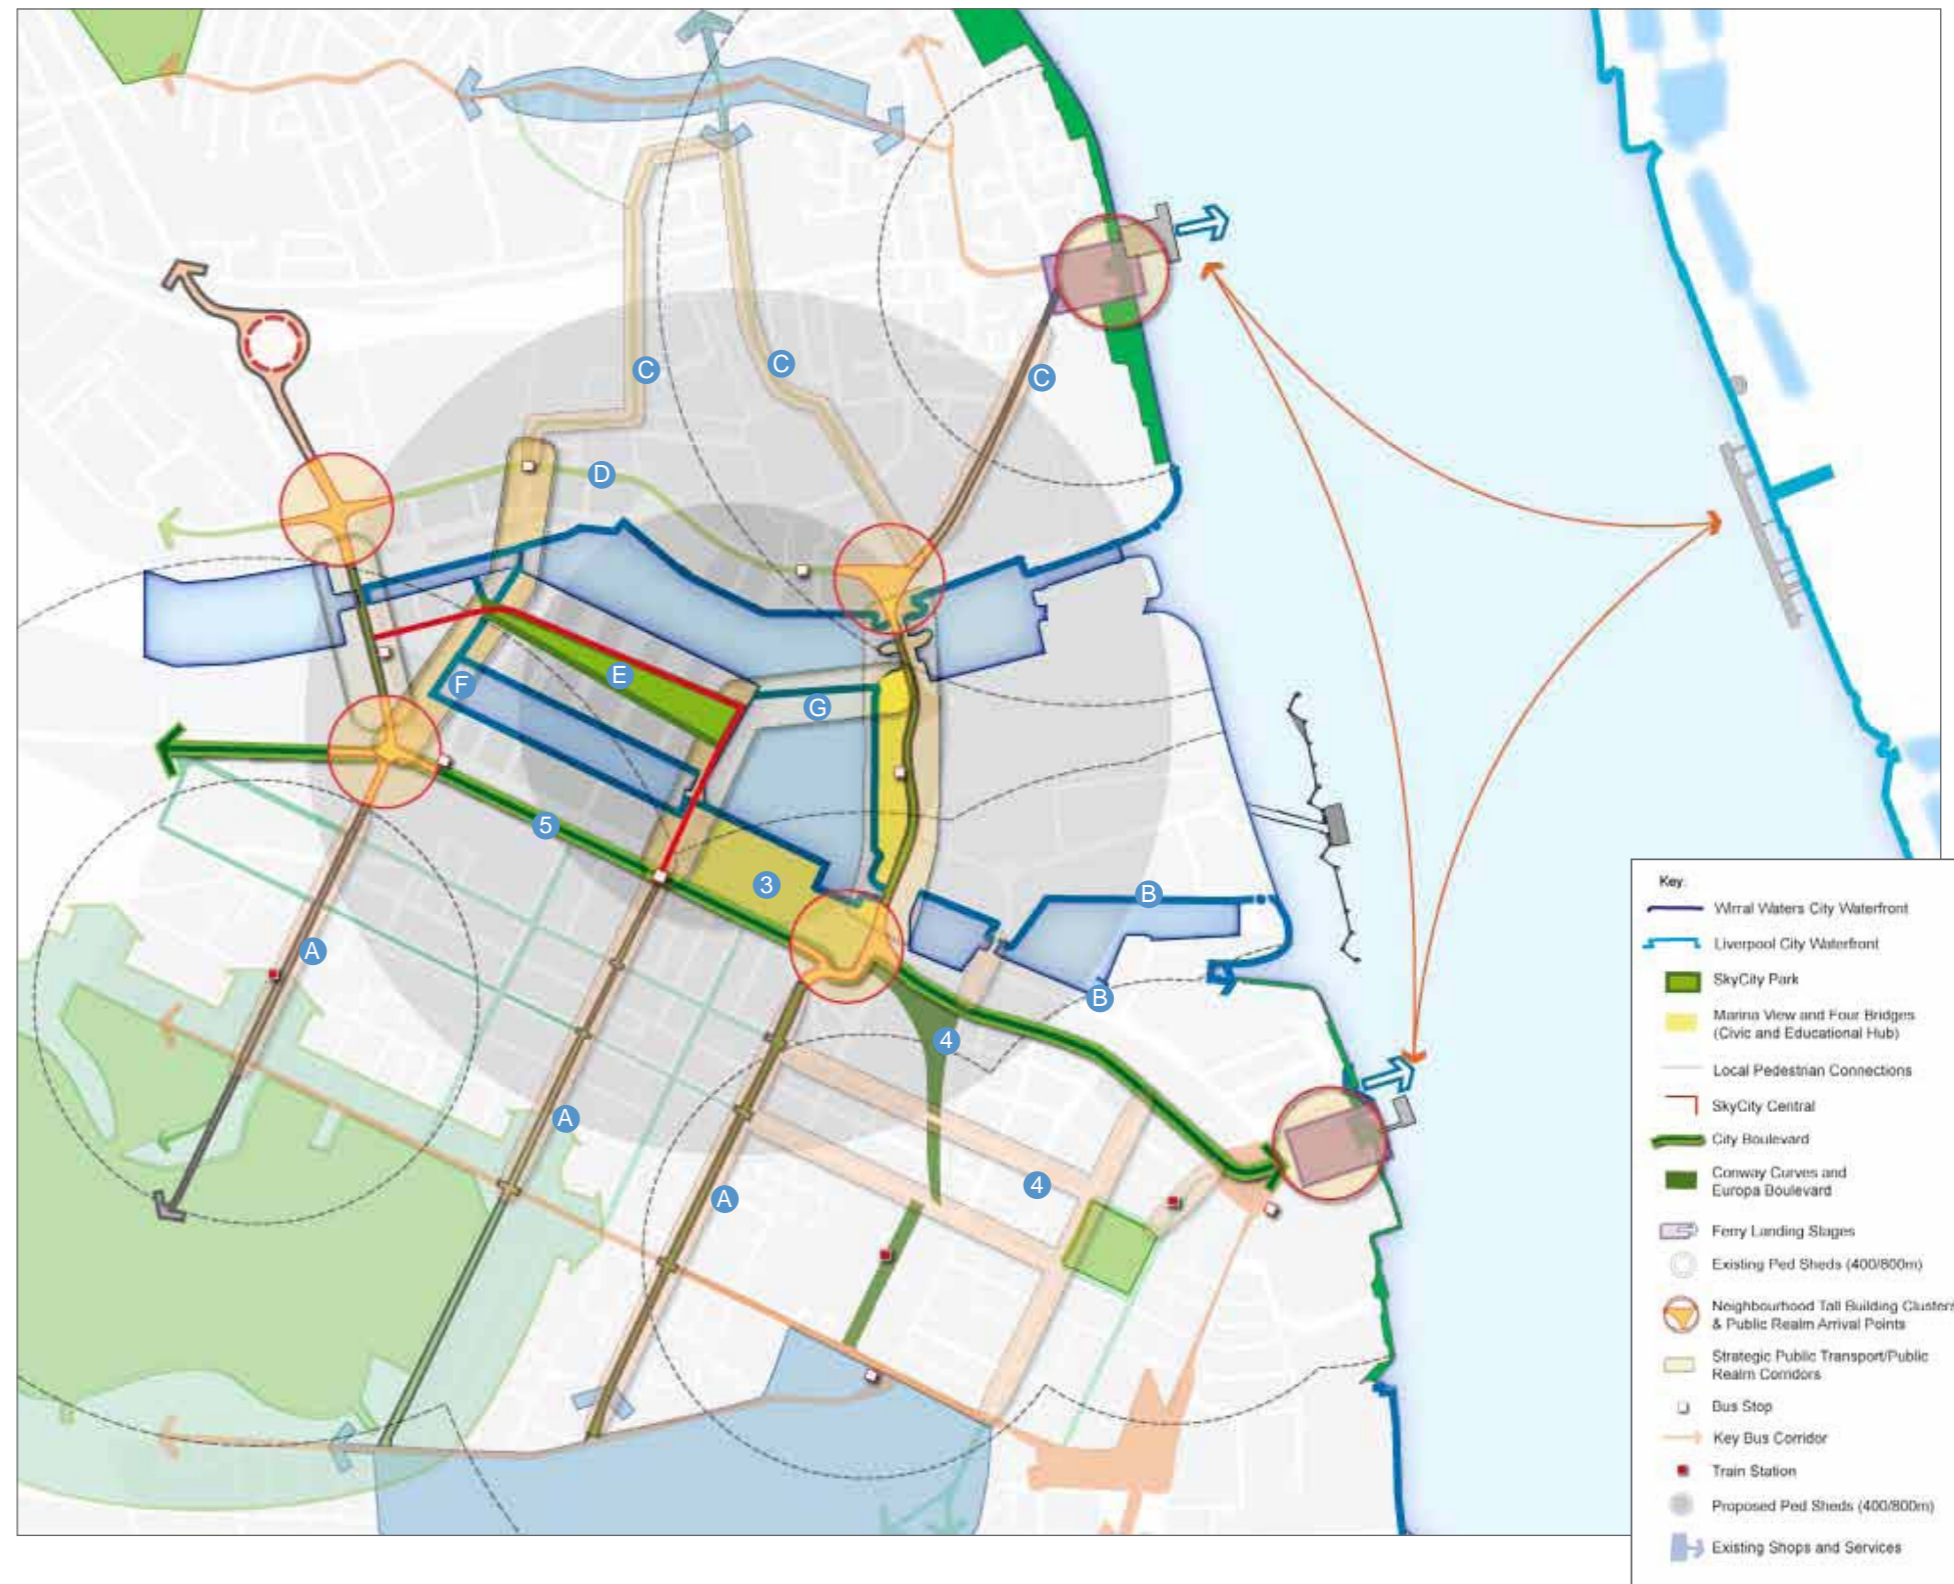 C
C
C
D
E
F
G
5
3
B
A
B
4
A
4
A
Key:
Wirral Waters City Waterfront
Liverpool City Waterfront
SkyCity Park
Marina View and Four Bridges
(Civic and Educational Hub)
Local Pedestrian Connections
SkyCity Central
City Boulevard
Conway Curves and
Europa Boulevard
Ferry Landing Stages
Existing Ped Sheds (400/800m)
Neighbourhood Tall Building Clusters
& Public Realm Arrival Points
Strategic Public Transport/Public
Realm Corridors
Bus Stop
Key Bus Corridor
Train Station
Proposed Ped Sheds (400/800m)
Existing Shops and Services